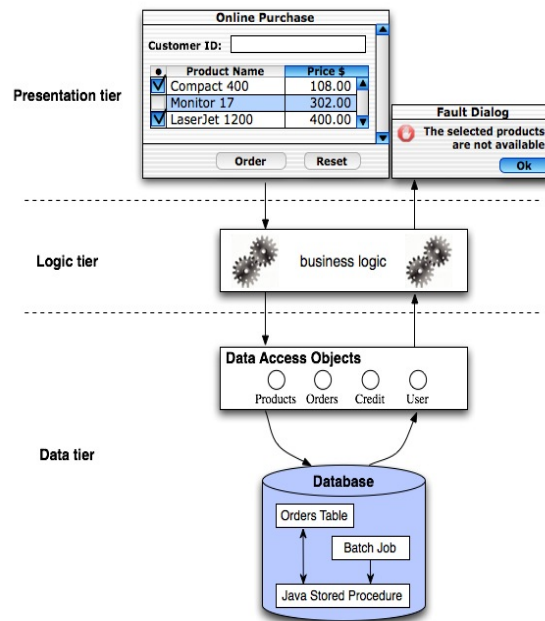 Online Purchase
Customer ID:
Product Name Price $
Compact 400 108.00
Monitor 17 302.00
LaserJet 1200 400.00
Order Reset
Presentation tier
Fault Dialog
The selected products
are not available
Ok
Logic tier
business logic
Data Access Objects
Products Orders Credit User
Data tier
Database
Orders Table
Batch Job
Java Stored Procedure